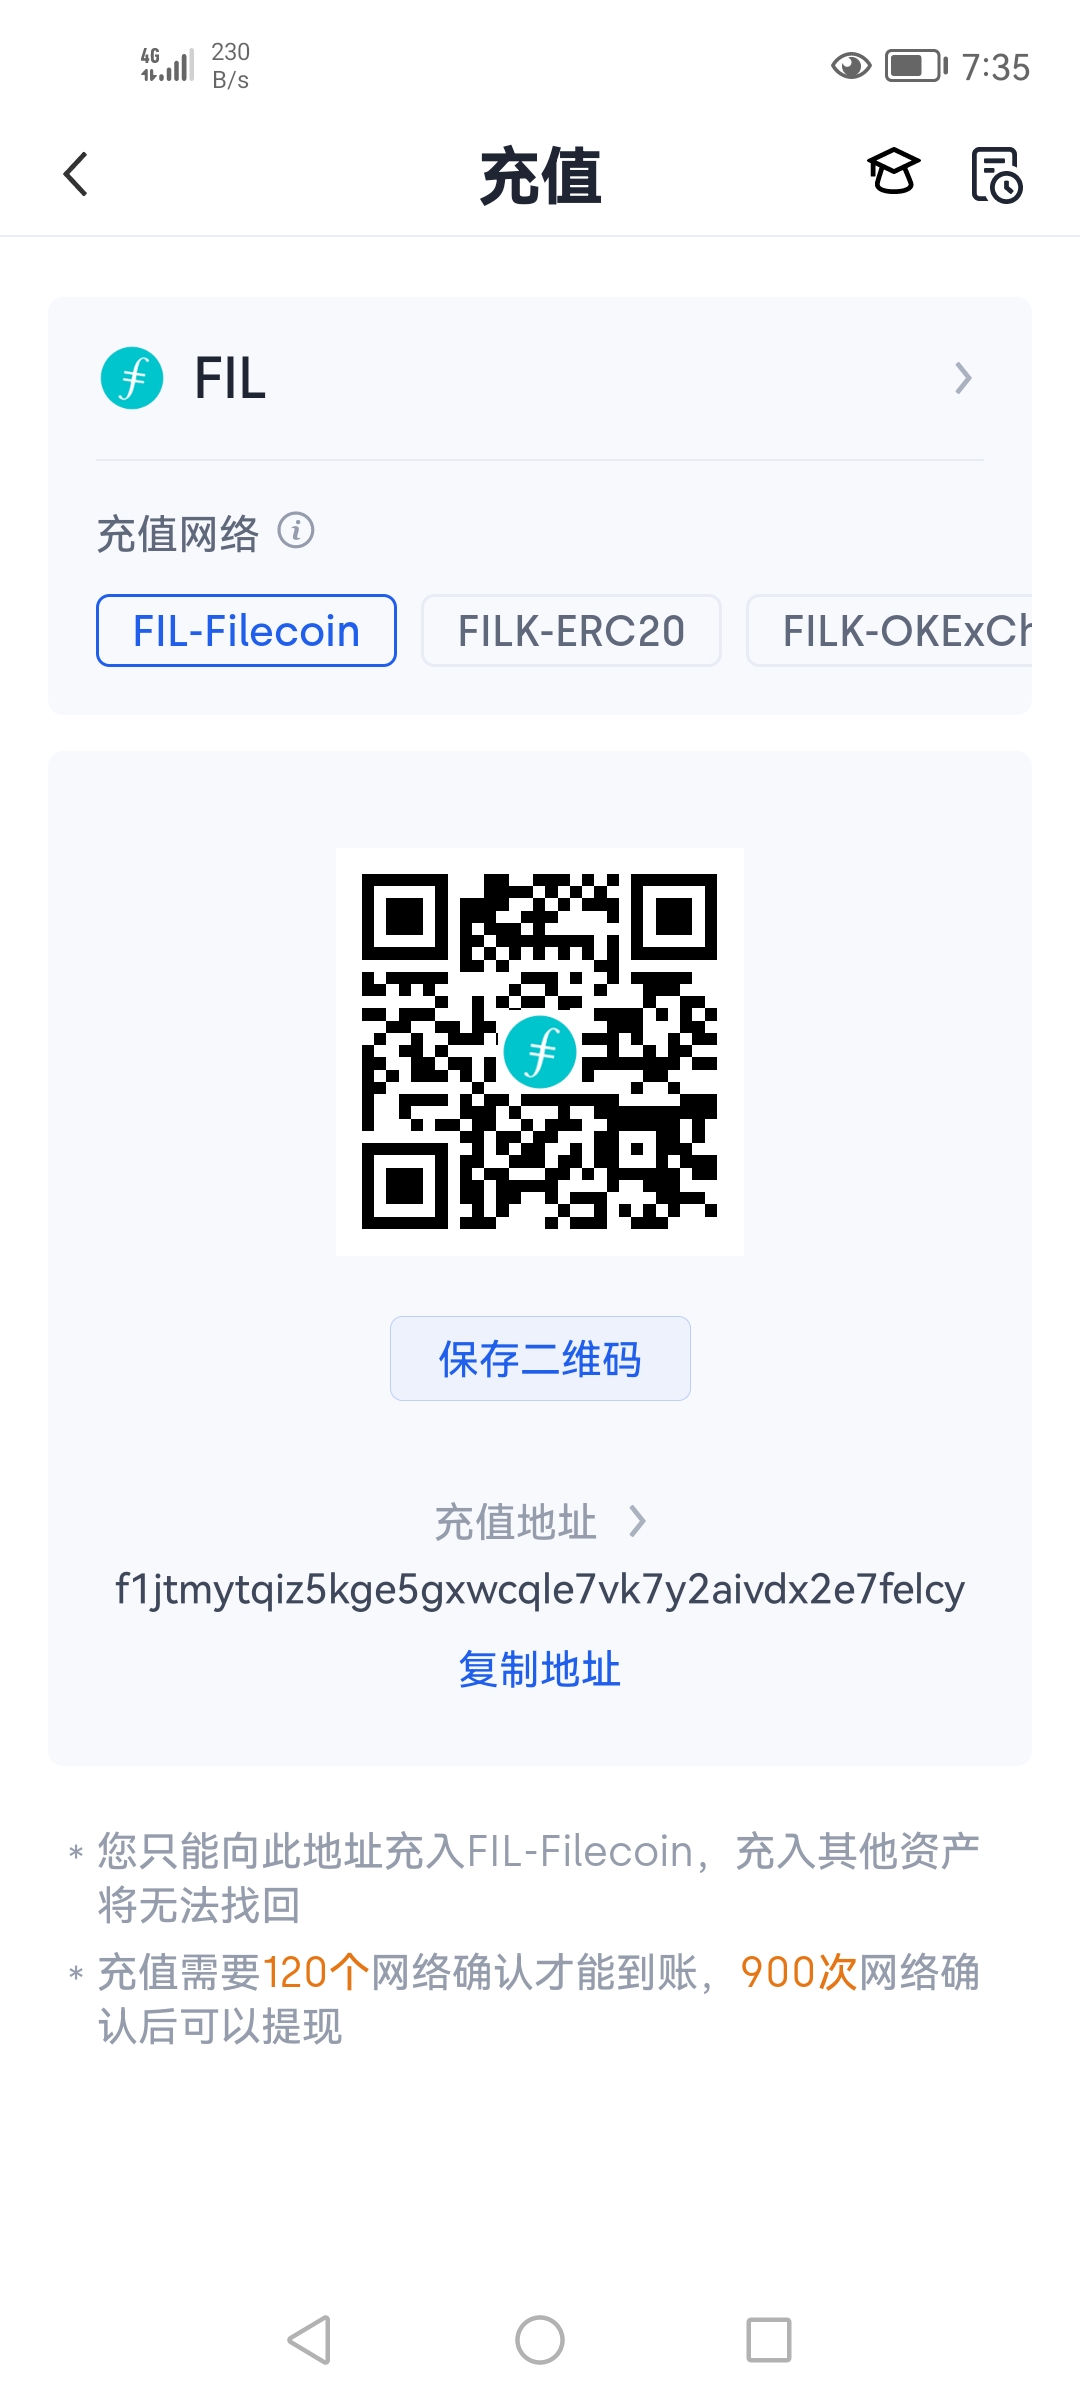 4G
230
B/s
7:35
充值
FIL
充值网络
FIL-Filecoin
FILK-ERC20
FILK-OKExCh
保存二维码
充值地址
f1jtmytqiz5kge5gxwcqle7vk7y2aivdx2e7felcy
复制地址
* 您只能向此地址充入FIL-Filecoin，充入其他资产
将无法找回
* 充值需要120个网络确认才能到账，900次网络确
认后可以提现